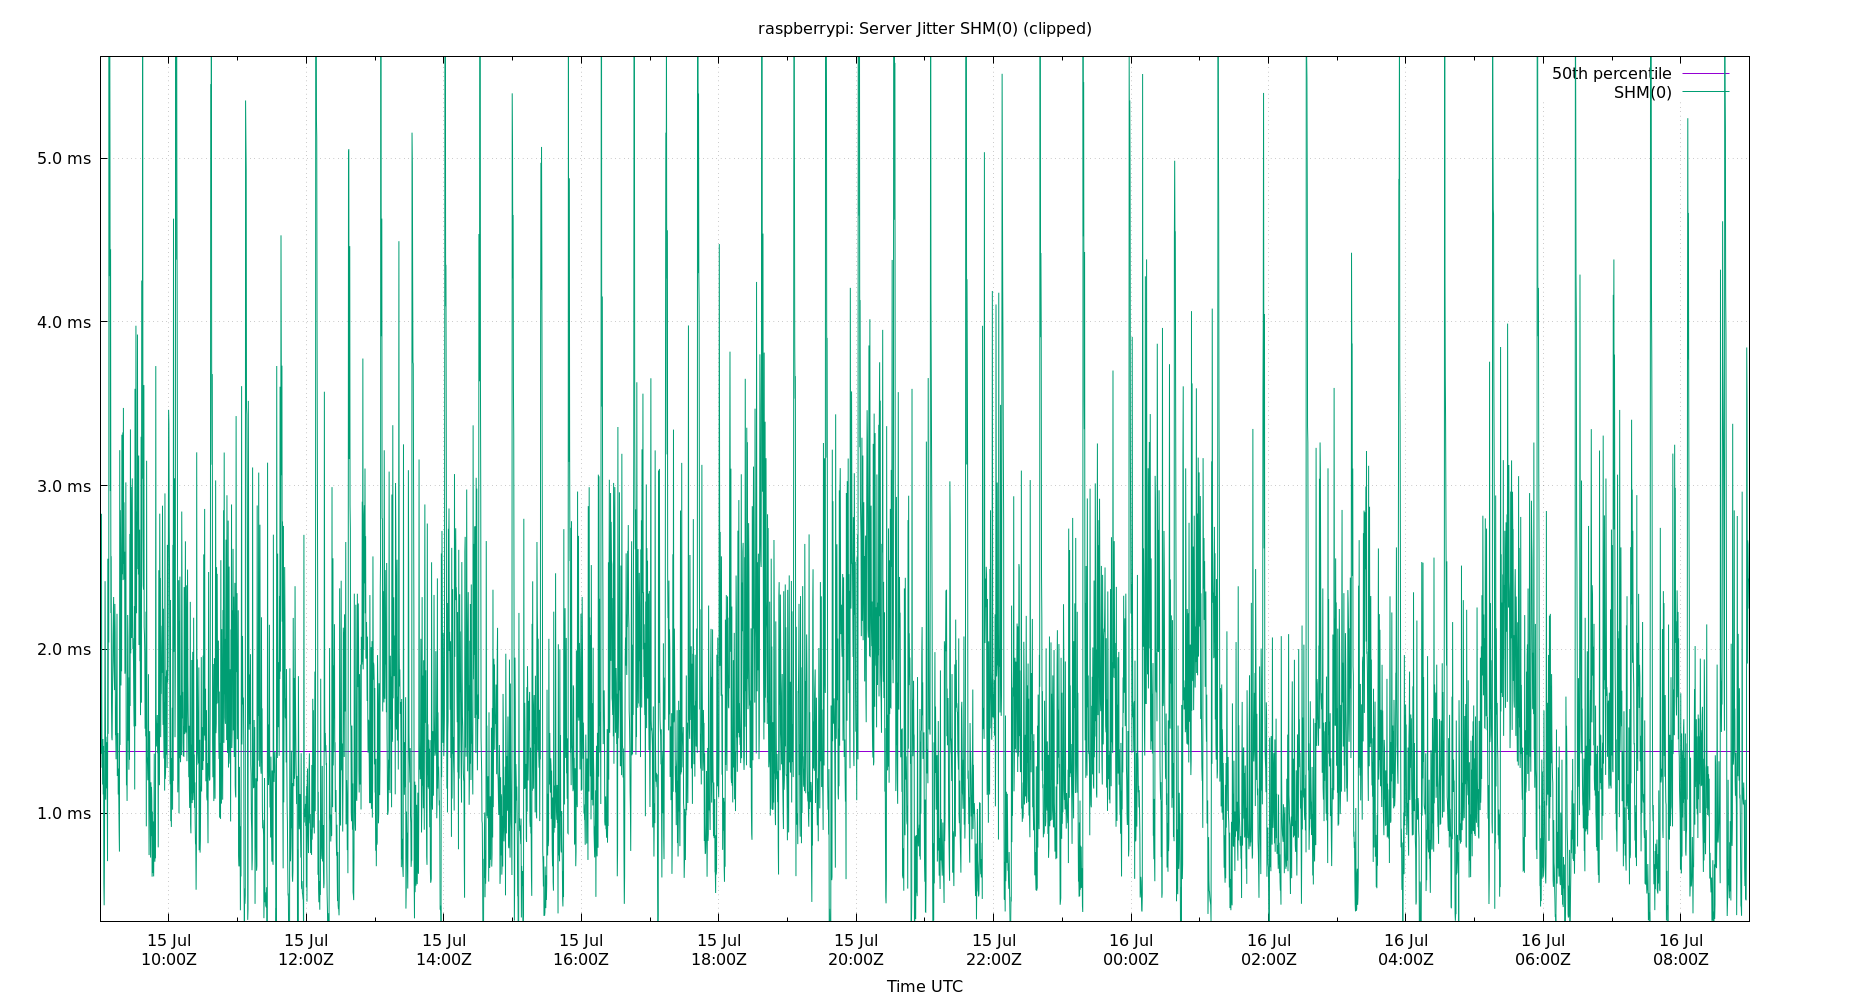 raspberrypi: Server Jitter SHM(0) (clipped)
50th percentile
SHM(0)
5.0 ms
4.0 ms
3.0 ms
2.0 ms
1.0 ms
15 Jul 15 Jul 15 Jul 15 Jul 15 Jul 15 Jul 15 Jul 16 Jul 16 Jul 16 Jul 16 Jul 16 Jul
10:00Z 12:00Z 14:00Z 16:00Z 18:00Z 20:00Z 22:00Z 00:00Z 02:00Z 04:00Z 06:00Z 08:00Z
Time UTC